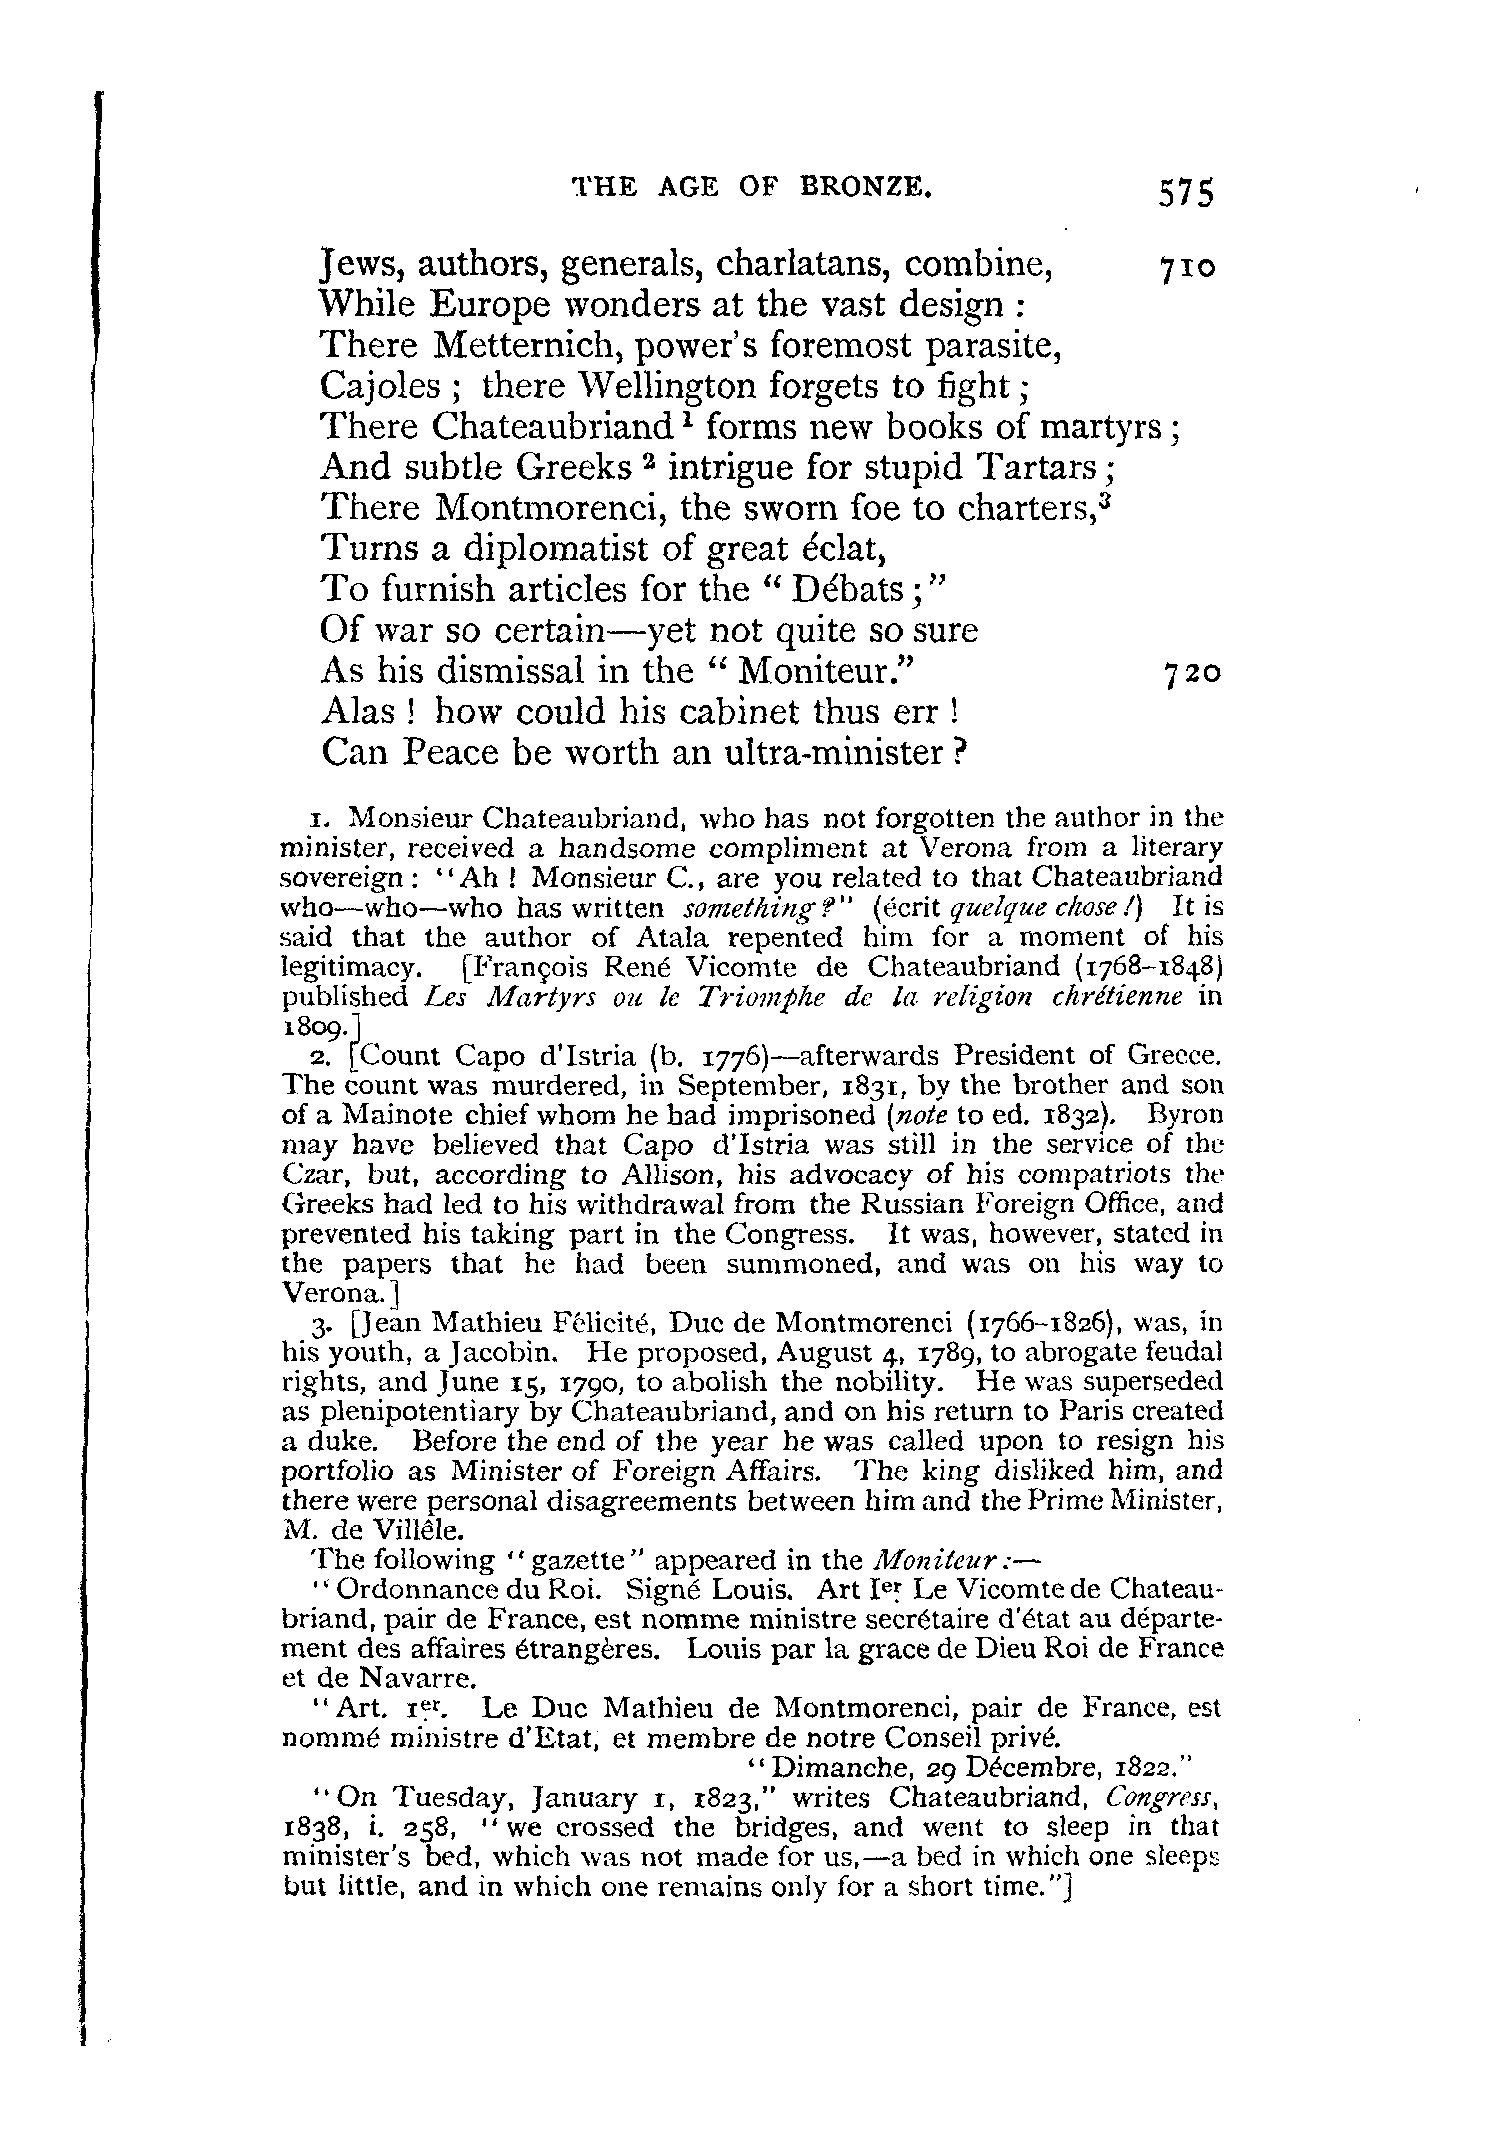 THE AGE OF BRONZE. 575
Jews, authors, generals, charlatans, combine, 710
While Europe wonders at the vast design :
There Metternich, power's foremost parasite,
Cajoles ; there Wellington forgets to fight ;
There Chateaubriand ¹ forms new books of martyrs ;
And subtle Greeks ² intrigue for stupid Tartars ;
There Montmorenci, the sworn foe to charters,³
Turns a diplomatist of great éclat,
To furnish articles for the " Débats ;"
Of war so certain—yet not quite so sure
As his dismissal in the " Moniteur." 720
Alas ! how could his cabinet thus err !
Can Peace be worth an ultra-minister ?
1. Monsieur Chateaubriand, who has not forgotten the author in the
minister, received a handsome compliment at Verona from a literary
sovereign : "Ah ! Monsieur C., are you related to that Chateaubriand
who—who—who has written something ?" (écrit quelque chose !) It is
said that the author of Atala repented him for a moment of his
legitimacy. [François René Vicomte de Chateaubriand (1768–1848)
published Les Martyrs ou le Triomphe de la religion chrétienne in
1809.]
2. [Count Capo d'Istria (b. 1776)—afterwards President of Greece.
The count was murdered, in September, 1831, by the brother and son
of a Mainote chief whom he had imprisoned (note to ed. 1832). Byron
may have believed that Capo d'Istria was still in the service of the
Czar, but, according to Allison, his advocacy of his compatriots the
Greeks had led to his withdrawal from the Russian Foreign Office, and
prevented his taking part in the Congress. It was, however, stated in
the papers that he had been summoned, and was on his way to
Verona.]
3. [Jean Mathieu Félicité, Duc de Montmorenci (1766–1826), was, in
his youth, a Jacobin. He proposed, August 4, 1789, to abrogate feudal
rights, and June 15, 1790, to abolish the nobility. He was superseded
as plenipotentiary by Chateaubriand, and on his return to Paris created
a duke. Before the end of the year he was called upon to resign his
portfolio as Minister of Foreign Affairs. The king disliked him, and
there were personal disagreements between him and the Prime Minister,
M. de Villêle.
The following "gazette" appeared in the Moniteur :—
"Ordonnance du Roi. Signé Louis. Art Ier. Le Vicomte de Chateau-
briand, pair de France, est nomme ministre secrétaire d'état au départe-
ment des affaires étrangères. Louis par la grace de Dieu Roi de France
et de Navarre.
"Art. 1er. Le Duc Mathieu de Montmorenci, pair de France, est
nommé ministre d'Etat, et membre de notre Conseil privé.
"Dimanche, 29 Décembre, 1822."
"On Tuesday, January 1, 1823," writes Chateaubriand, Congress,
1838, i. 258, "we crossed the bridges, and went to sleep in that
minister's bed, which was not made for us,—a bed in which one sleeps
but little, and in which one remains only for a short time."]